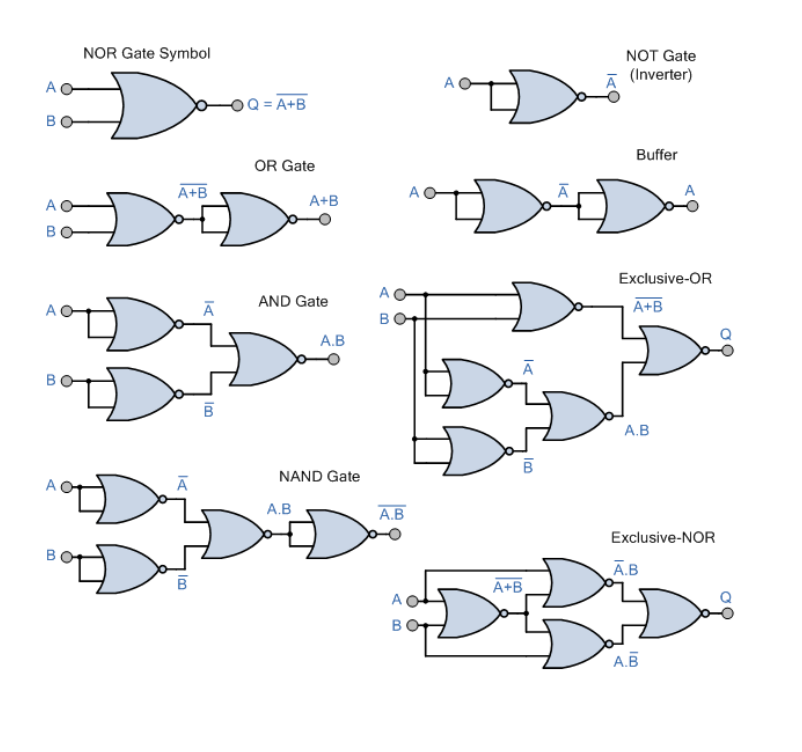 NOR Gate Symbol
A
B
Q = A̅+̅B̅
NOT Gate
(Inverter)
A
A̅
OR Gate
A
B
A̅+̅B̅
A+B
Buffer
A
A̅
A
AND Gate
A
A̅
B
B̅
A.B
Exclusive-OR
A
B
A̅+̅B̅
A̅
B̅
A.B
Q
NAND Gate
A
A̅
B
B̅
A.B
A̅.̅B̅
Exclusive-NOR
A
B
A̅+̅B̅
A̅.B
A.B̅
Q